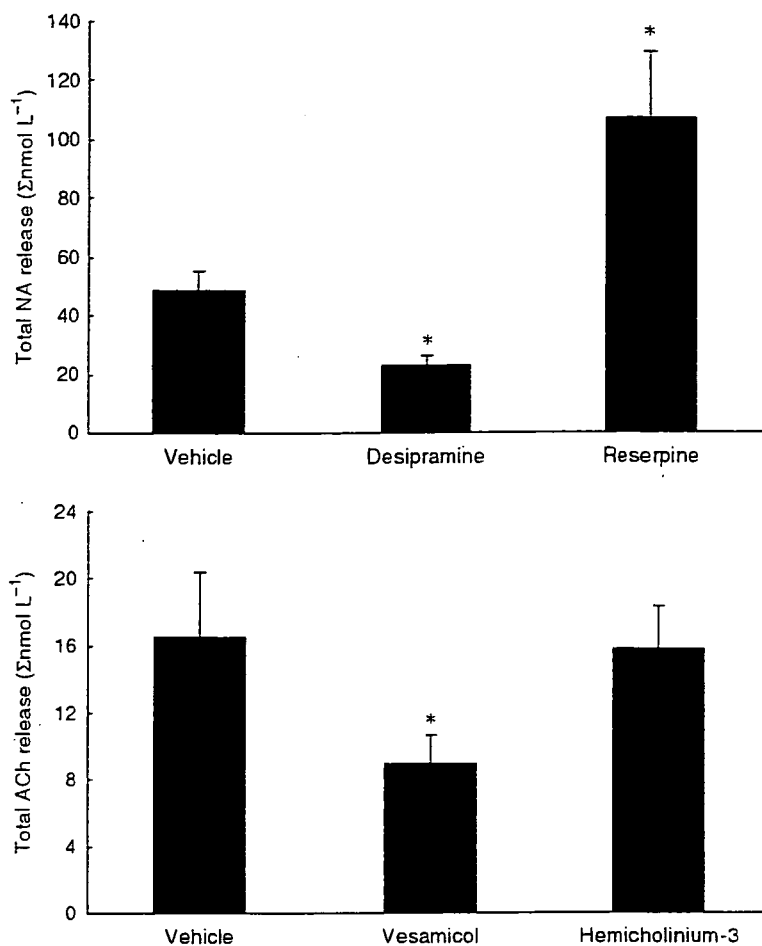 Total NA release (Σnmol L⁻¹)
140
120
100
80
60
40
20
0
*
*
Vehicle
Desipramine
Reserpine
Total ACh release (Σnmol L⁻¹)
24
20
16
12
8
4
0
*
Vehicle
Vesamicol
Hemicholinium-3